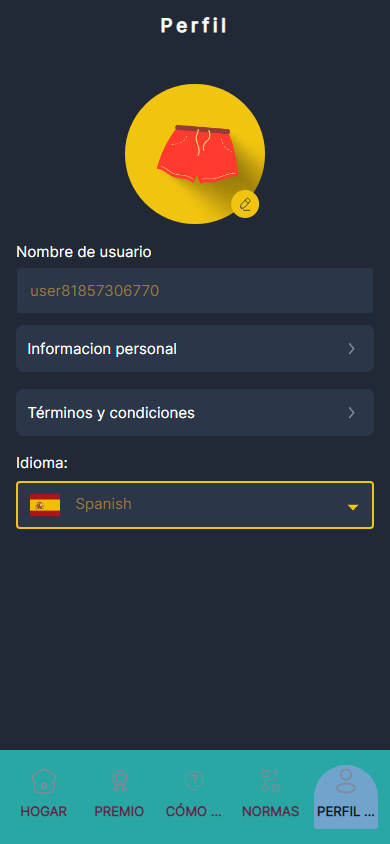 Perfil
Nombre de usuario
user81857306770
Informacion personal
Términos y condiciones
Idioma:
Spanish
HOGAR
PREMIO
CÓMO ...
NORMAS
PERFIL ...